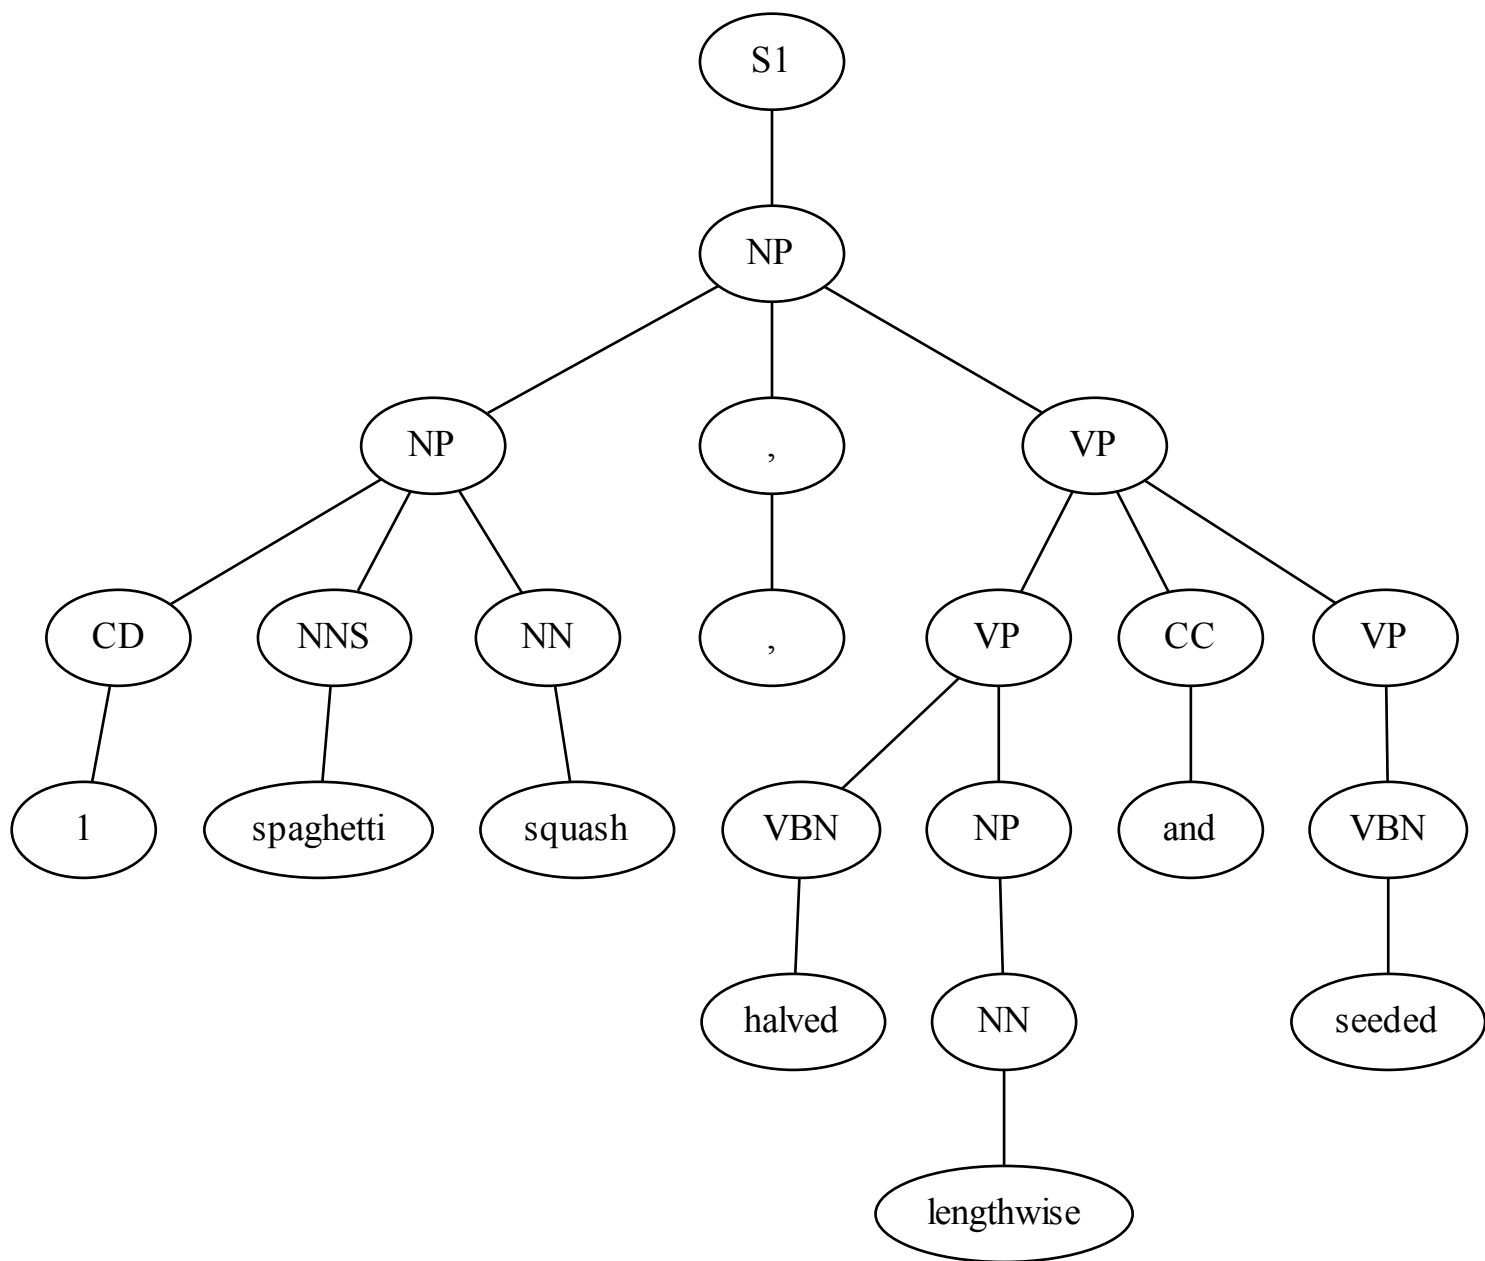 S1
NP
NP , VP
CD NNS NN , VP CC VP
1 spaghetti squash VBN NP and VBN
halved NN seeded
lengthwise